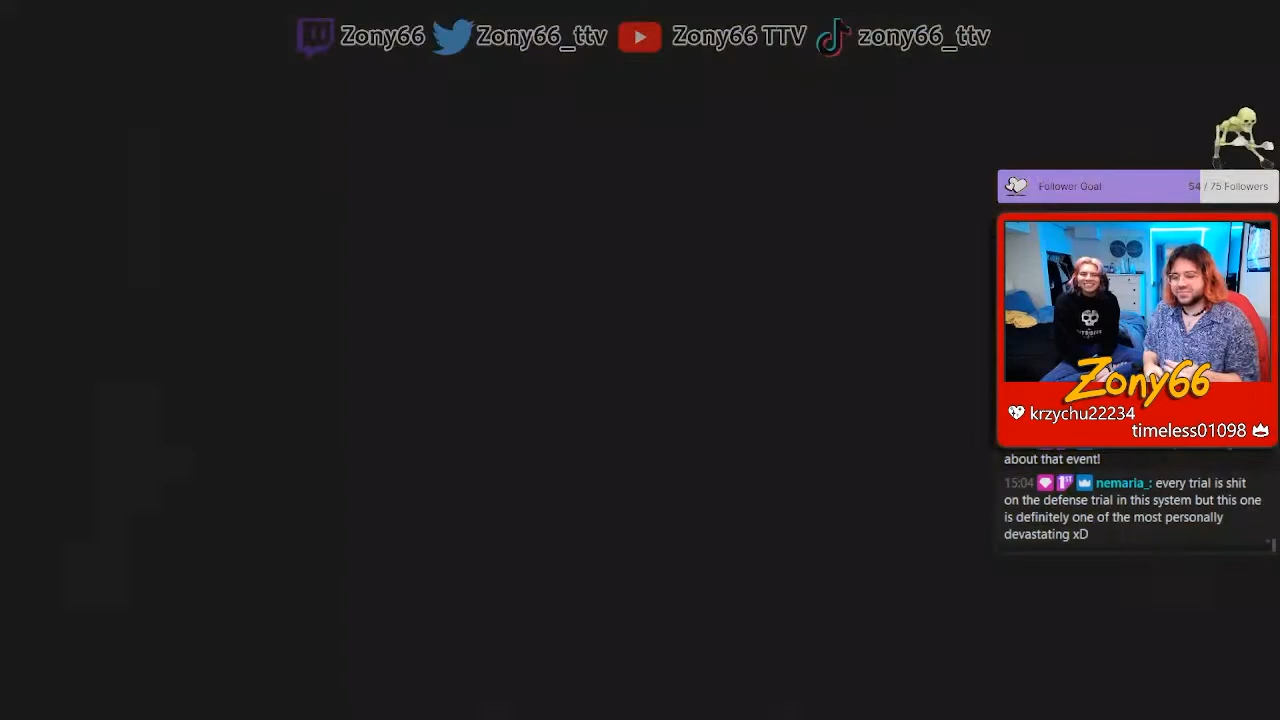 Zony66 Zony66_ttv Zony66 TTV zony66_ttv
Follower Goal 54 / 75 Followers
Zony66
krzychu22234
timeless01098
about that event!
15:04 nemaria_: every trial is shit
on the defense trial in this system but this one
is definitely one of the most personally
devastating xD